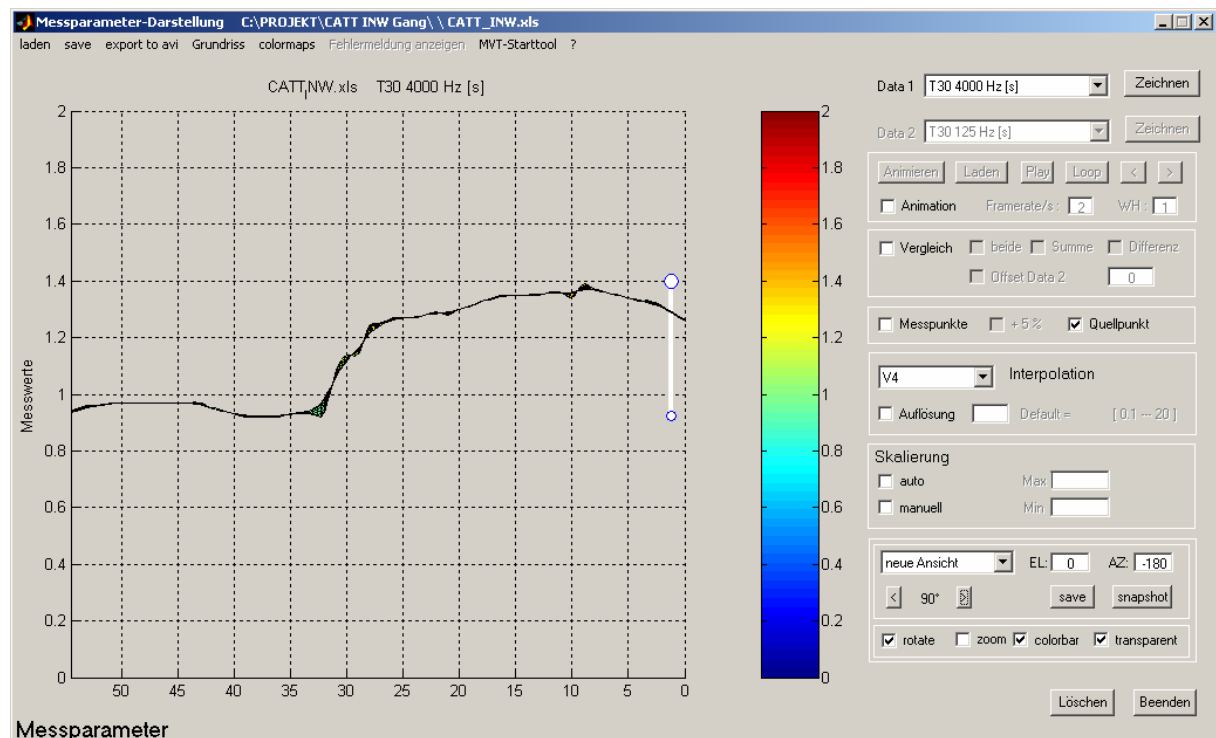 Messparameter-Darstellung C:\PROJEKT\CATT INW Gang\ \ CATT_INW.xls
laden save export to avi Grundriss colormaps Fehlermeldung anzeigen MVT-Starttool ?
CATTINW.xls T30 4000 Hz [s]
2
1.8
1.6
1.4
1.2
1
0.8
0.6
0.4
0.2
0
Messwerte
50 45 40 35 30 25 20 15 10 5 0
Messparameter
2
1.8
1.6
1.4
1.2
1
0.8
0.6
0.4
0.2
0
Data 1 T30 4000 Hz [s] Zeichnen
Data 2 T30 125 Hz [s] Zeichnen
Animieren Laden Play Loop < >
Animation Framerate/s : 2 WH : 1
Vergleich beide Summe Differenz
Offset Data 2 0
Messpunkte + 5 % Quellpunkt
V4 Interpolation
Auflösung Default = [ 0.1 --- 20 ]
Skalierung
auto Max
manuell Min
neue Ansicht EL: 0 AZ: -180
< 90° > save snapshot
rotate zoom colorbar transparent
Löschen Beenden